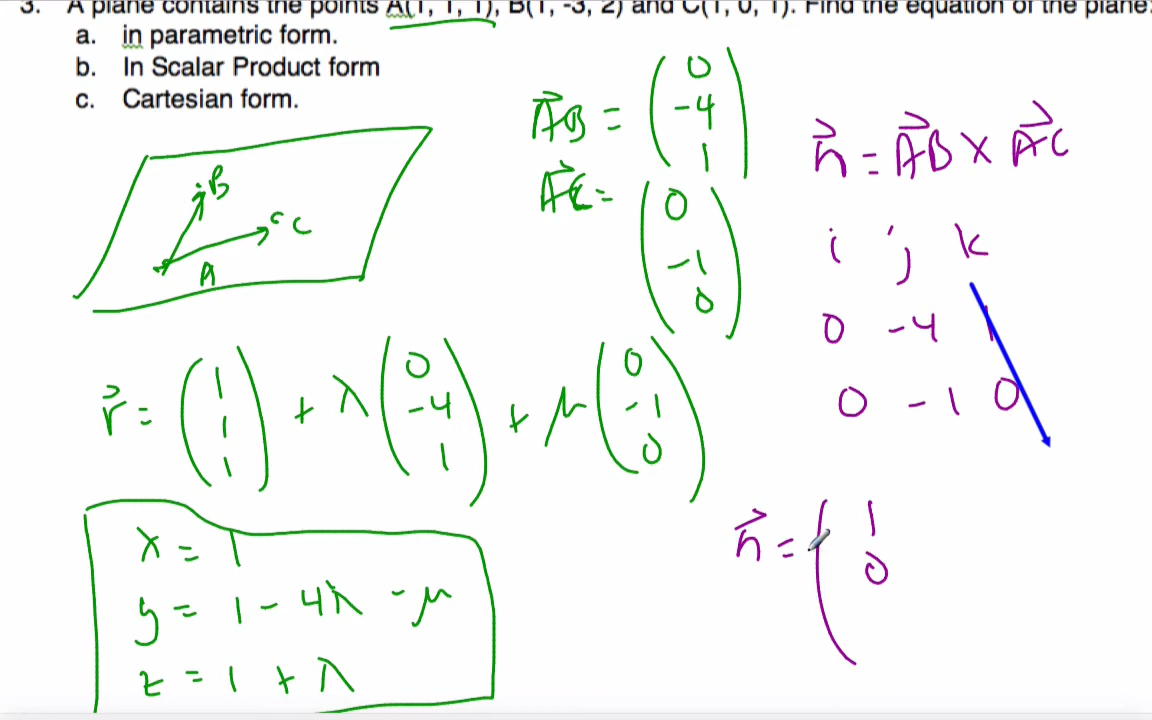 3. A plane contains the points A(1, 1, 1), B(1, -3, 2) and C(1, 0, 1). Find the equation of the plane:
a. in parametric form.
b. In Scalar Product form
c. Cartesian form.
B
C
A
AB = ( 0 -4 1 )
AC = ( 0 -1 0 )
r = ( 1 1 1 ) + λ ( 0 -4 1 ) + μ ( 0 -1 0 )
x = 1
y = 1 - 4λ - μ
z = 1 + λ
n = AB × AC
i j k
0 -4 1
0 -1 0
n = ( 1 0